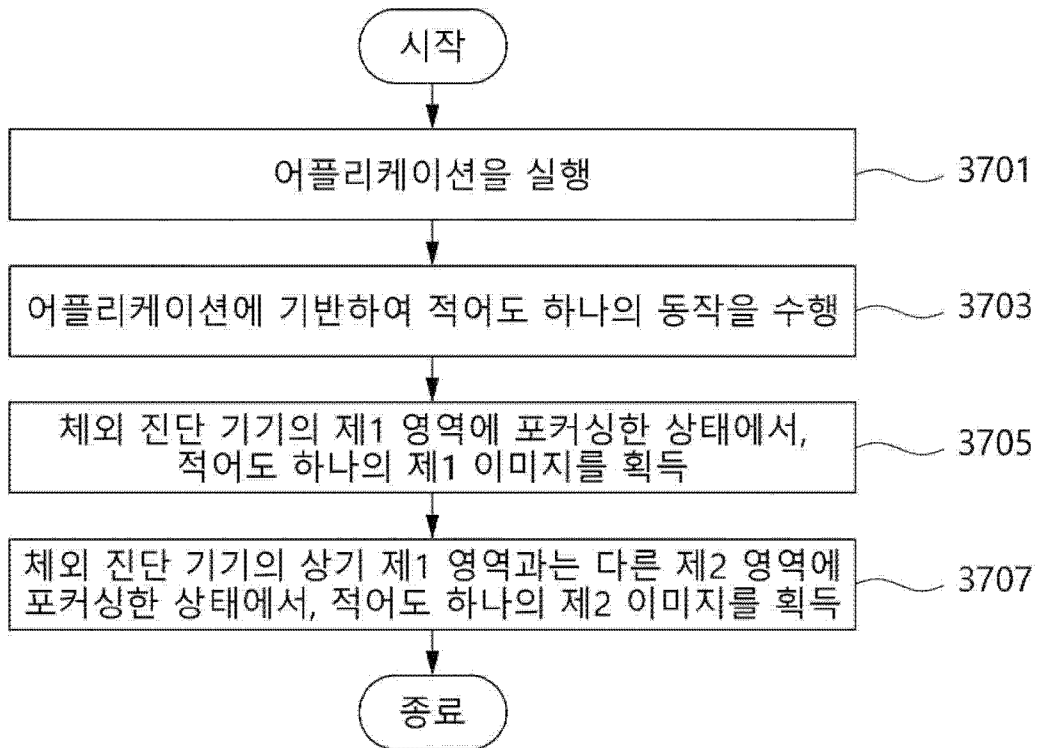 시작
어플리케이션을 실행
3701
어플리케이션에 기반하여 적어도 하나의 동작을 수행
3703
체외 진단 기기의 제1 영역에 포커싱한 상태에서,
적어도 하나의 제1 이미지를 획득
3705
체외 진단 기기의 상기 제1 영역과는 다른 제2 영역에
포커싱한 상태에서, 적어도 하나의 제2 이미지를 획득
3707
종료